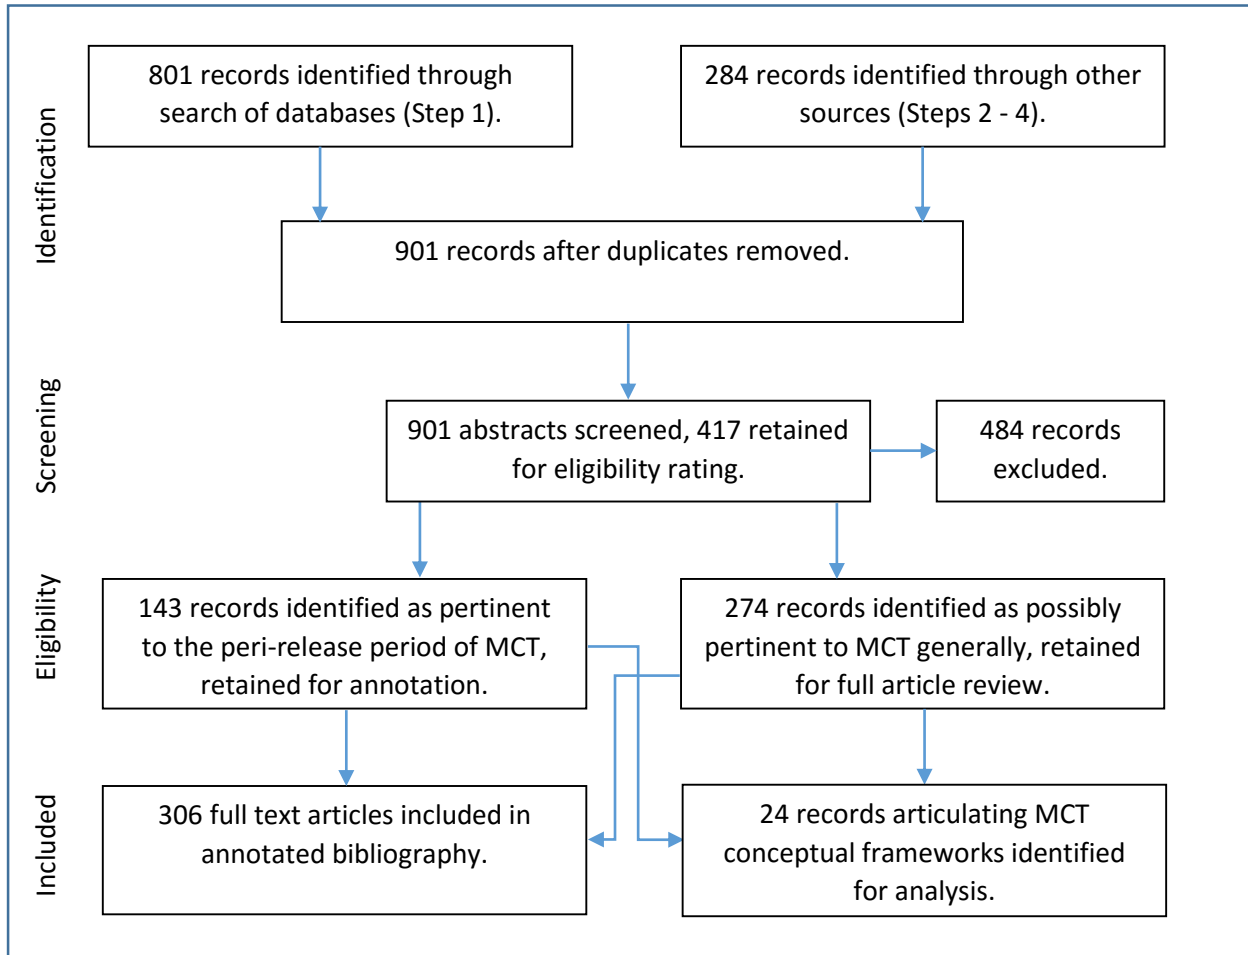 Identification
801 records identified through
search of databases (Step 1).
284 records identified through other
sources (Steps 2 - 4).
901 records after duplicates removed.
Screening
901 abstracts screened, 417 retained
for eligibility rating.
484 records
excluded.
Eligibility
143 records identified as pertinent
to the peri-release period of MCT,
retained for annotation.
274 records identified as possibly
pertinent to MCT generally, retained
for full article review.
Included
306 full text articles included in
annotated bibliography.
24 records articulating MCT
conceptual frameworks identified
for analysis.